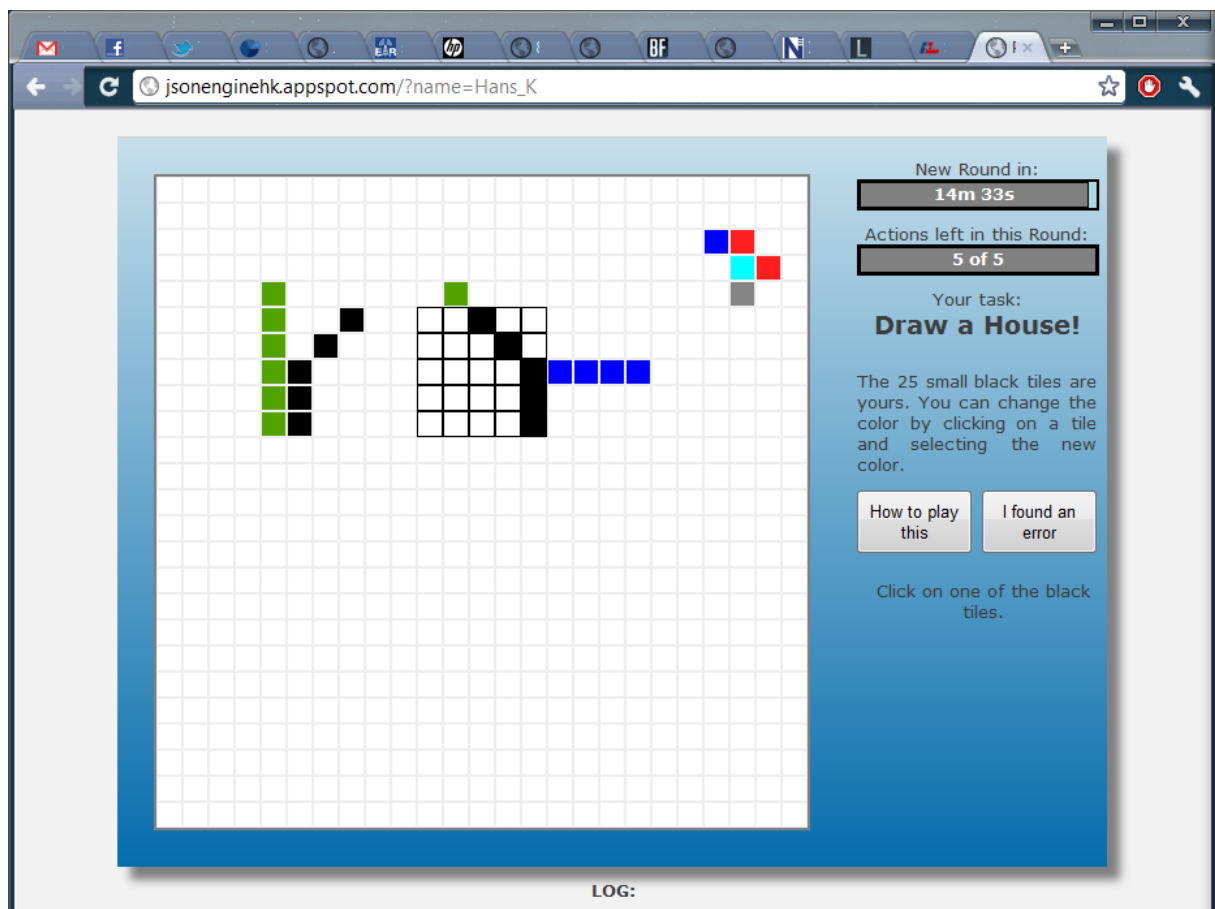 jsonenginehk.appspot.com/?name=Hans_K
New Round in:
14m 33s
Actions left in this Round:
5 of 5
Your task:
Draw a House!
The 25 small black tiles are
yours. You can change the
color by clicking on a tile
and selecting the new
color.
How to play
this
I found an
error
Click on one of the black
tiles.
LOG: